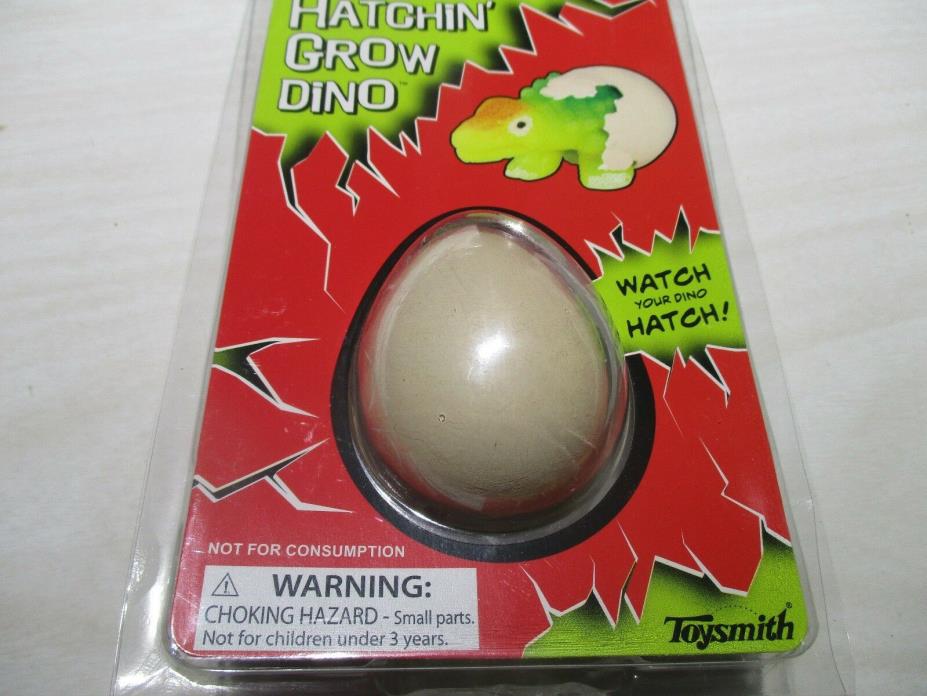 HATCHiN'
GROW
DiNO™
WATCH
YOUR DINO
HATCH!
NOT FOR CONSUMPTION
⚠ WARNING:
CHOKING HAZARD - Small parts.
Not for children under 3 years.
Toysmith®